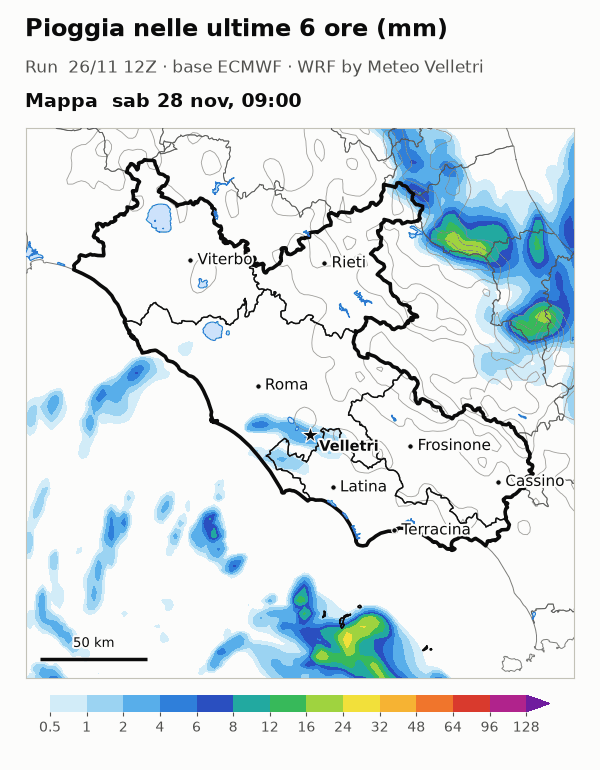 Pioggia nelle ultime 6 ore (mm)
Run  26/11 12Z · base ECMWF · WRF by Meteo Velletri
Mappa  sab 28 nov, 09:00
Viterbo
Rieti
Roma
Velletri
Frosinone
Latina
Cassino
Terracina
50 km
0.5 1 2 4 6 8 12 16 24 32 48 64 96 128